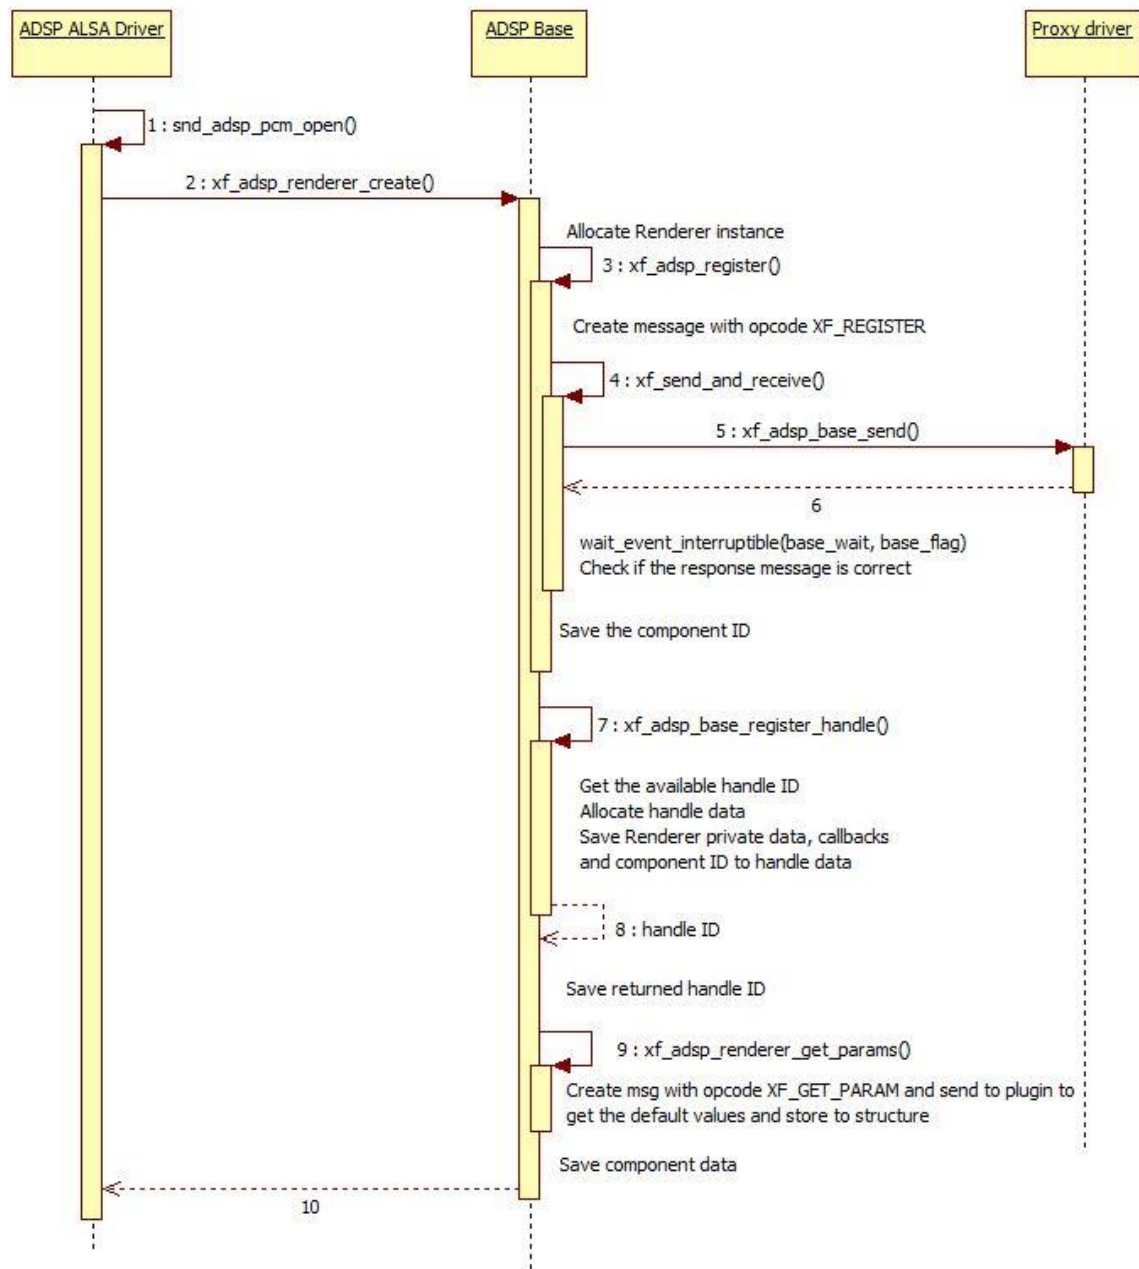 ADSP ALSA Driver
ADSP Base
Proxy driver
1 : snd_adsp_pcm_open()
2 : xf_adsp_renderer_create()
Allocate Renderer instance
3 : xf_adsp_register()
Create message with opcode XF_REGISTER
4 : xf_send_and_receive()
5 : xf_adsp_base_send()
6
wait_event_interruptible(base_wait, base_flag)
Check if the response message is correct
Save the component ID
7 : xf_adsp_base_register_handle()
Get the available handle ID
Allocate handle data
Save Renderer private data, callbacks
and component ID to handle data
8 : handle ID
Save returned handle ID
9 : xf_adsp_renderer_get_params()
Create msg with opcode XF_GET_PARAM and send to plugin to
get the default values and store to structure
Save component data
10